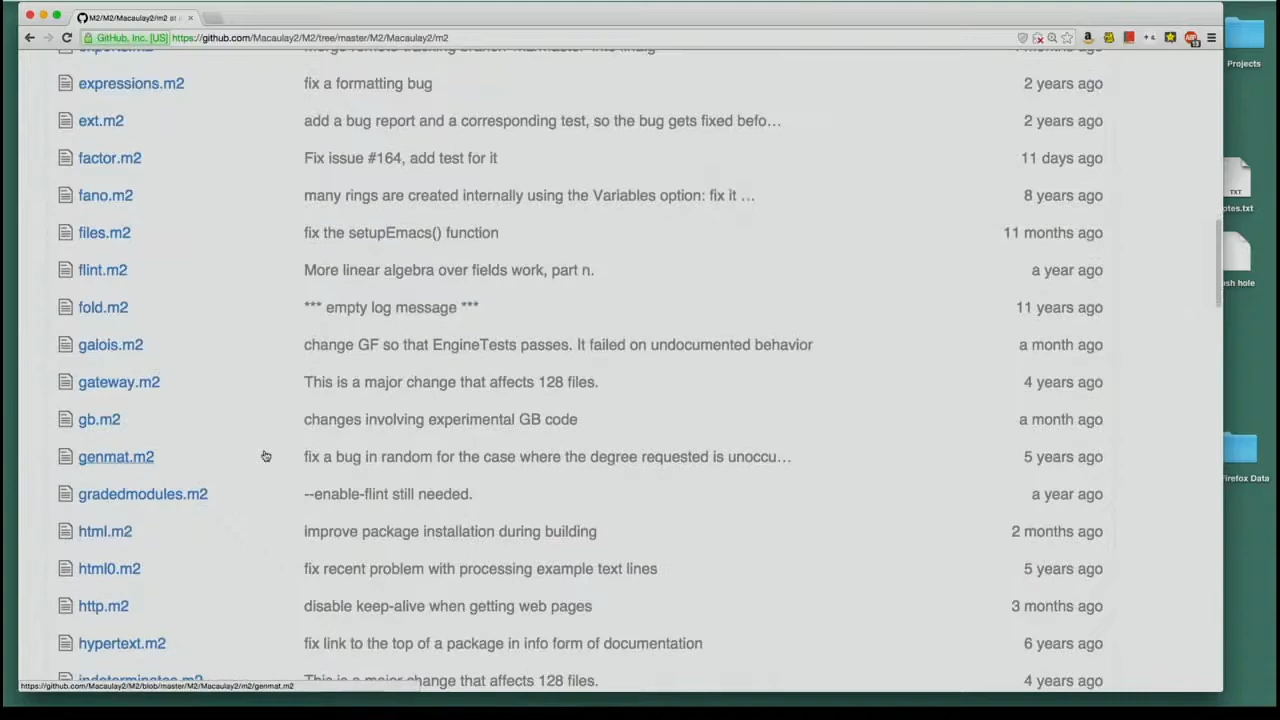 M2/M2/Macaulay2/m2 at
GitHub, Inc. [US] https://github.com/Macaulay2/M2/tree/master/M2/Macaulay2/m2
expressions.m2 fix a formatting bug 2 years ago
ext.m2 add a bug report and a corresponding test, so the bug gets fixed befo… 2 years ago
factor.m2 Fix issue #164, add test for it 11 days ago
fano.m2 many rings are created internally using the Variables option: fix it … 8 years ago
files.m2 fix the setupEmacs() function 11 months ago
flint.m2 More linear algebra over fields work, part n. a year ago
fold.m2 *** empty log message *** 11 years ago
galois.m2 change GF so that EngineTests passes. It failed on undocumented behavior a month ago
gateway.m2 This is a major change that affects 128 files. 4 years ago
gb.m2 changes involving experimental GB code a month ago
genmat.m2 fix a bug in random for the case where the degree requested is unoccu… 5 years ago
gradedmodules.m2 --enable-flint still needed. a year ago
html.m2 improve package installation during building 2 months ago
html0.m2 fix recent problem with processing example text lines 5 years ago
http.m2 disable keep-alive when getting web pages 3 months ago
hypertext.m2 fix link to the top of a package in info form of documentation 6 years ago
indeterminates.m2 This is a major change that affects 128 files. 4 years ago
https://github.com/Macaulay2/M2/blob/master/M2/Macaulay2/m2/genmat.m2
Projects
TXT
otes.txt
sh hole
Firefox Data